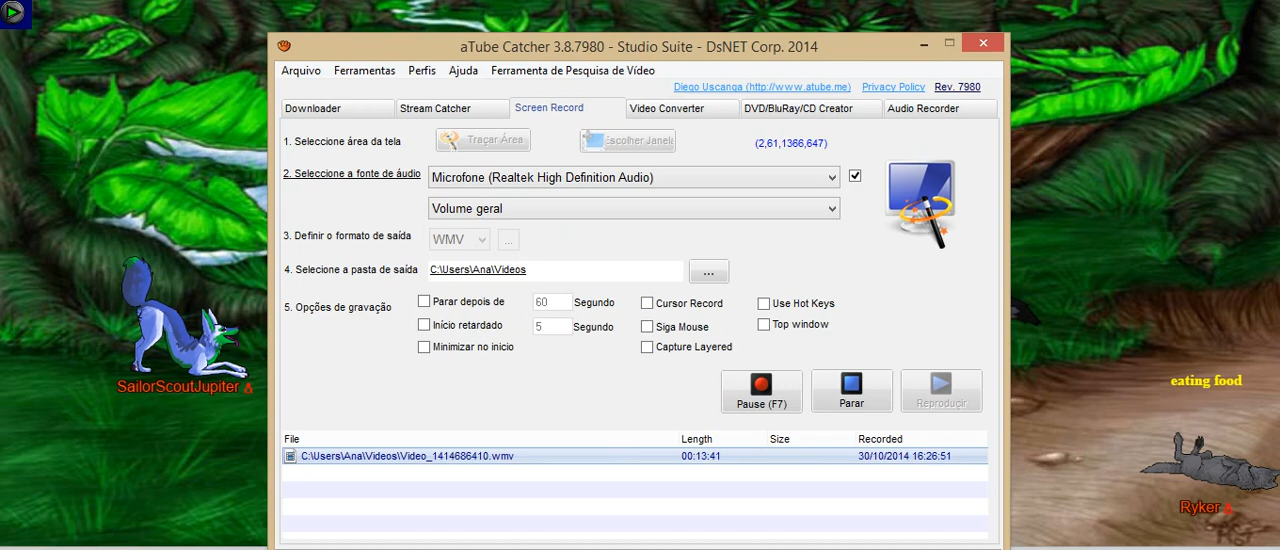 aTube Catcher 3.8.7980 - Studio Suite - DsNET Corp. 2014
Arquivo Ferramentas Perfis Ajuda Ferramenta de Pesquisa de Vídeo
Diego Uscanga (http://www.atube.me) Privacy Policy Rev. 7980
Downloader Stream Catcher Screen Record Video Converter DVD/BluRay/CD Creator Audio Recorder
1. Seleccione área da tela Traçar Área Escolher Janela (2,61,1366,647)
2. Seleccione a fonte de áudio Microfone (Realtek High Definition Audio)
Volume geral
3. Definir o formato de saída WMV ...
4. Selecione a pasta de saída C:\Users\Ana\Videos ...
5. Opções de gravação Parar depois de 60 Segundo Cursor Record Use Hot Keys
Início retardado 5 Segundo Siga Mouse Top window
Minimizar no inicio Capture Layered
SailorScoutJupiter
eating food
Pause (F7) Parar Reproduçir
File Length Size Recorded
C:\Users\Ana\Videos\Video_1414686410.wmv 00:13:41 30/10/2014 16:26:51
Ryker